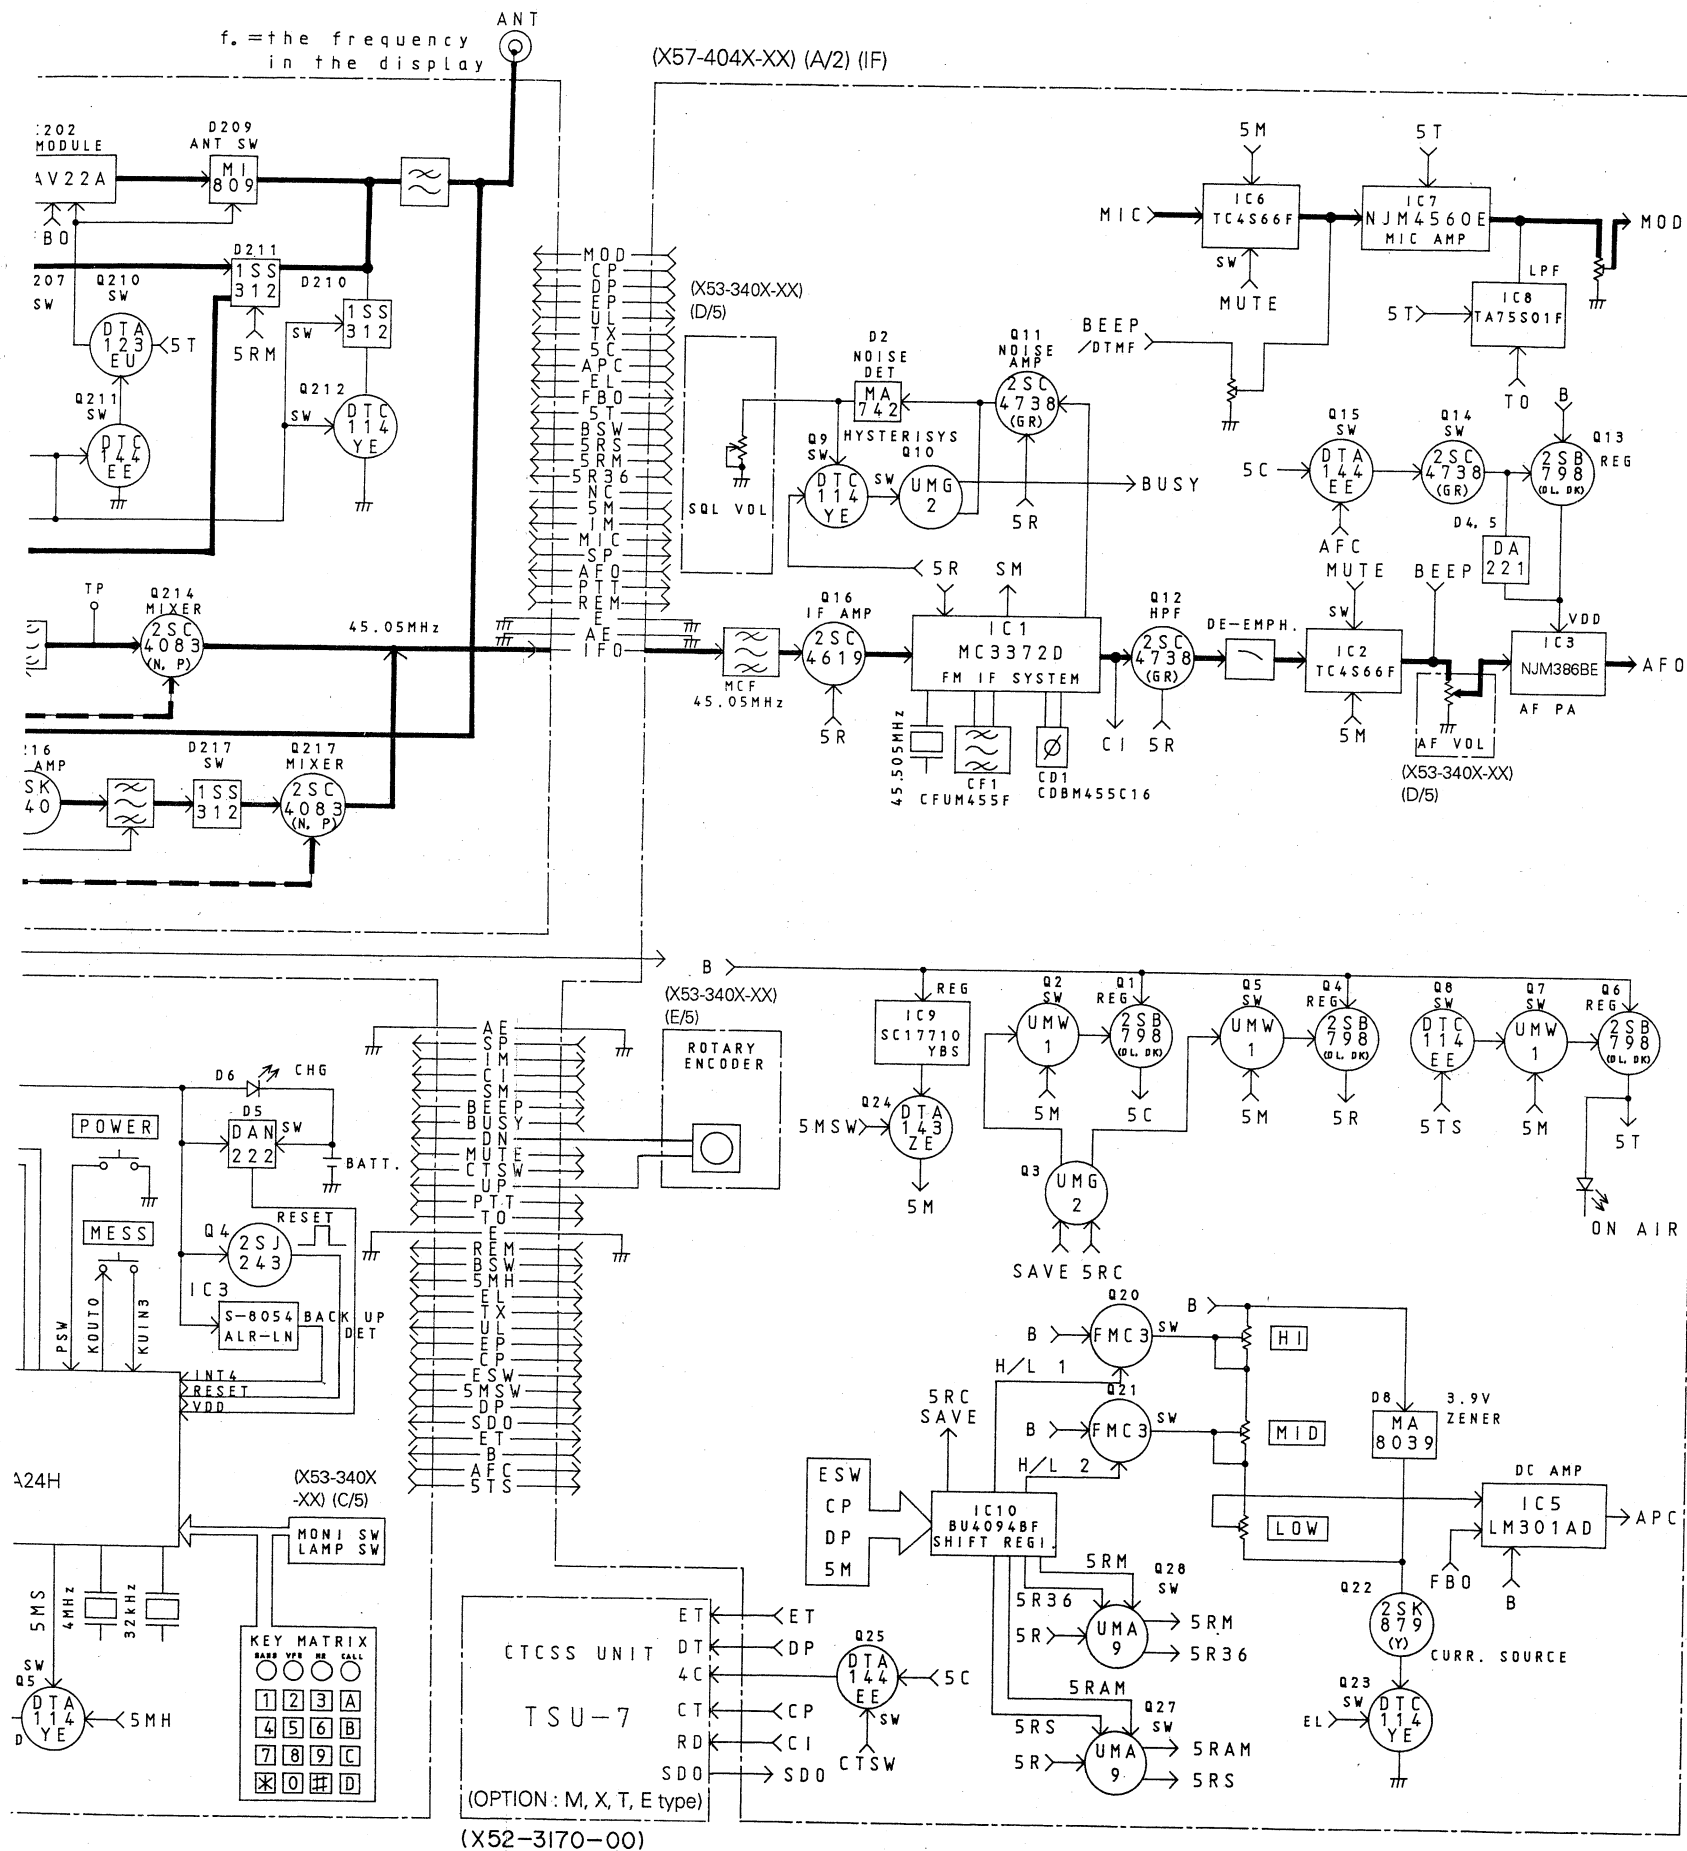 ANT
f. =the frequency
in the display
(X57-404X-XX) (A/2) (IF)
202
MODULE
AV22A
FBO
D209
ANT SW
MI
809
D211
1SS
312
5RM
D210
1SS
312
SW
207
SW
Q210
SW
DTA
123
EU
5T
Q211
SW
DTC
144
EE
Q212
SW
DTC
114
YE
MOD
CP
DP
EP
UL
TX
5C
APC
EL
FBO
5T
BSW
5RS
5RM
5R36
NC
5M
IM
MIC
SP
AFO
PTT
REM
E
AE
IFO
(X53-340X-XX)
(D/5)
SQL VOL
D2
NOISE
DET
MA
742
Q11
NOISE
AMP
2SC
4738
(GR)
5R
HYSTERISYS
Q9
SW
DTC
114
YE
SW
Q10
UMG
2
BUSY
5R
SM
5M
MIC
IC6
TC4S66F
SW
MUTE
5T
IC7
NJM4560E
MIC AMP
MOD
LPF
IC8
TA75S01F
5T
TO
BEEP
/DTMF
Q15
SW
DTA
144
EE
5C
AFC
Q14
SW
2SC
4738
(GR)
B
Q13
REG
2SB
798
(DL, DK)
D4, 5
DA
221
TP
Q214
MIXER
2SC
4083
(N, P)
45.05MHz
MCF
45.05MHz
Q16
IF AMP
2SC
4619
5R
IC1
MC3372D
FM IF SYSTEM
45.505MHz
CF1
CFUM455F
CD1
CDBM455C16
CI
Q12
HPF
2SC
4738
(GR)
5R
DE-EMPH.
MUTE
SW
IC2
TC4S66F
5M
BEEP
AF VOL
(X53-340X-XX)
(D/5)
VDD
IC3
NJM386BE
AF PA
AFO
216
AMP
SK
40
D217
SW
1SS
312
Q217
MIXER
2SC
4083
(N, P)
B
(X53-340X-XX)
(E/5)
ROTARY
ENCODER
REG
IC9
SC17710
YBS
Q24
5MSW
DTA
143
ZE
5M
Q2
SW
UMW
1
5M
Q1
REG
2SB
798
(DL, DK)
5C
Q5
SW
UMW
1
5M
Q4
REG
2SB
798
(DL, DK)
5R
Q8
SW
DTC
114
EE
5TS
Q7
SW
UMW
1
5M
Q6
REG
2SB
798
(DL, DK)
5T
ON AIR
Q3
UMG
2
SAVE 5RC
AE
SP
IM
CI
SM
BEEP
BUSY
DN
MUTE
CTSW
UP
PTT
TO
E
REM
BSW
5MH
EL
TX
UL
EP
CP
ESW
5MSW
DP
SDO
ET
B
AFC
5TS
D6
CHG
POWER
D5
DAN
222
SW
BATT.
MESS
Q4
2SJ
243
RESET
IC3
S-8054
ALR-LN
BACK UP
DET
PSW
KOUT0
KUIN3
INT4
RESET
VDD
A24H
(X53-340X
-XX) (C/5)
MONI SW
LAMP SW
5MS
4MHz
32kHz
SW
Q5
DTA
114
YE
5MH
D
KEY MATRIX
BAND VFO MR CALL
1 2 3 A
4 5 6 B
7 8 9 C
* 0 # D
Q20
B
FMC3
SW
H/L 1
Q21
B
FMC3
SW
H/L 2
B
HI
MID
LOW
D8
MA
8039
3.9V
ZENER
5RC
SAVE
ESW
CP
DP
5M
IC10
BU4094BF
SHIFT REGI.
DC AMP
IC5
LM301AD
APC
FBO
B
5RM
5R36
5R
Q28
SW
UMA
9
5RM
5R36
5RAM
5RS
5R
Q27
SW
UMA
9
5RAM
5RS
Q22
2SK
879
(Y)
CURR. SOURCE
Q23
SW
DTC
114
YE
EL
CTCSS UNIT
TSU-7
ET
DT
4C
CT
RD
SDO
ET
DP
CP
CI
SDO
Q25
DTA
144
EE
5C
SW
CTSW
(OPTION : M, X, T, E type)
(X52-3170-00)